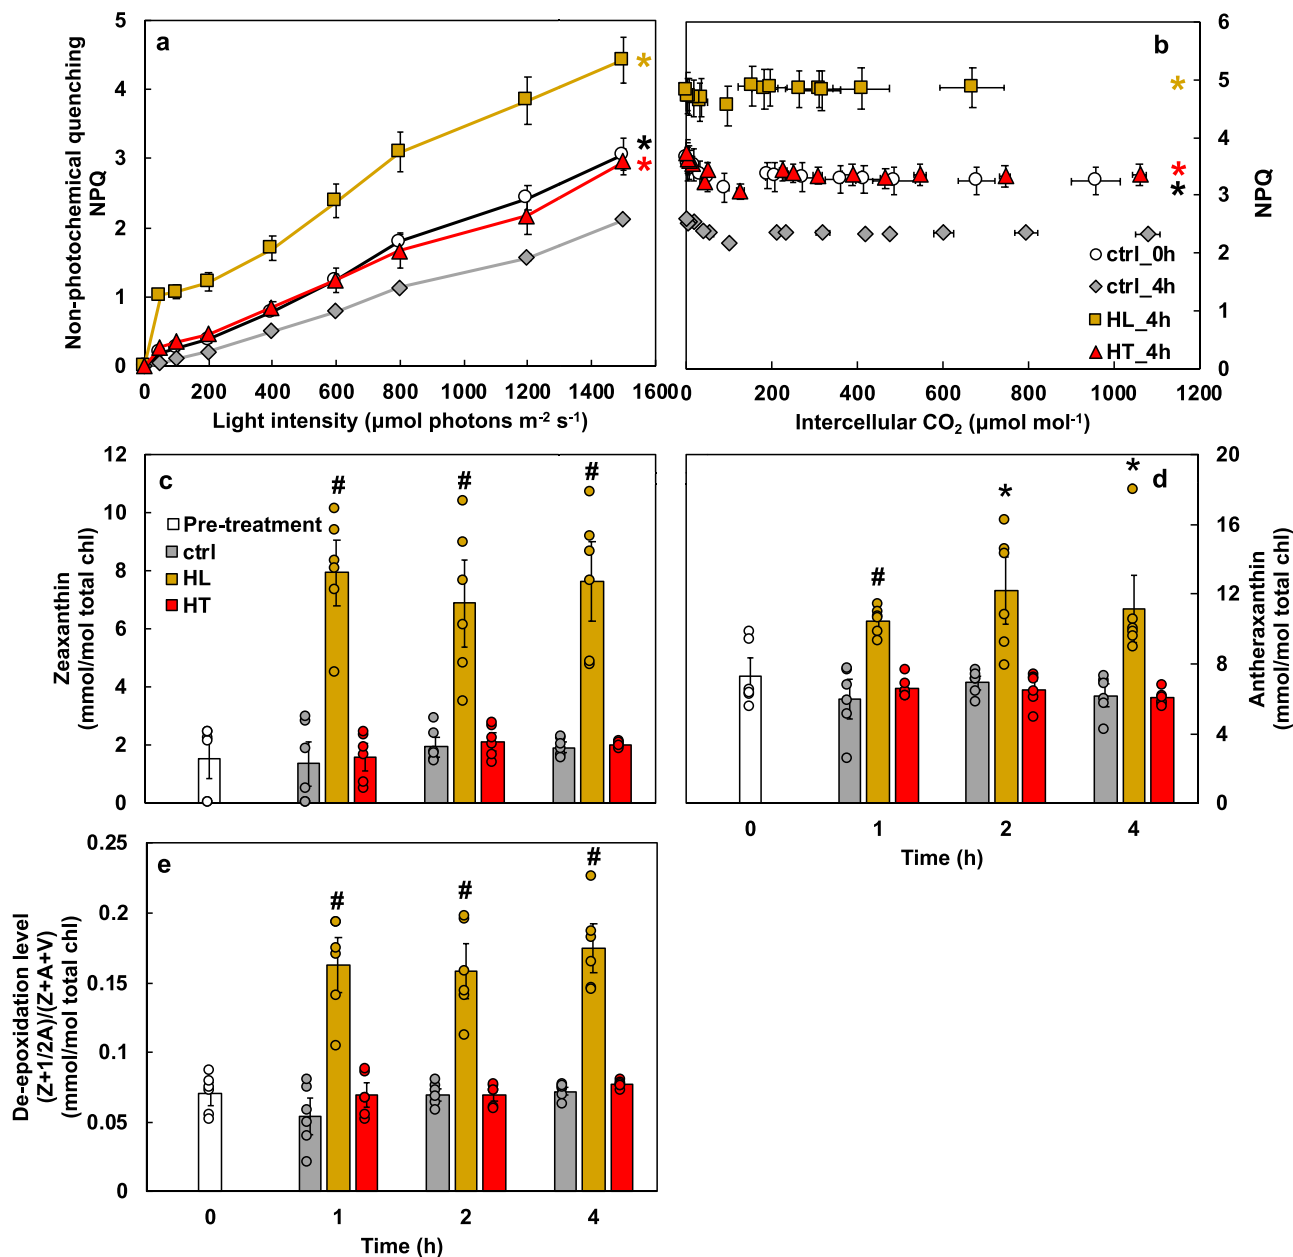 a
Non-photochemical quenching
NPQ
5
4
3
2
1
0
*
*
*
0 200 400 600 800 1000 1200 1400 1600
Light intensity (µmol photons m⁻² s⁻¹)
b
6
5
4
3
2
1
0
NPQ
*
*
*
ctrl_0h
ctrl_4h
HL_4h
HT_4h
0 200 400 600 800 1000 1200
Intercellular CO₂ (µmol mol⁻¹)
c
Zeaxanthin
(mmol/mol total chl)
12
10
8
6
4
2
0
# # #
Pre-treatment
ctrl
HL
HT
d
20
16
12
8
4
0
Antheraxanthin
(mmol/mol total chl)
# * *
0 1 2 4
Time (h)
e
De-epoxidation level
(Z+1/2A)/(Z+A+V)
(mmol/mol total chl)
0.25
0.2
0.15
0.1
0.05
0
# # #
0 1 2 4
Time (h)